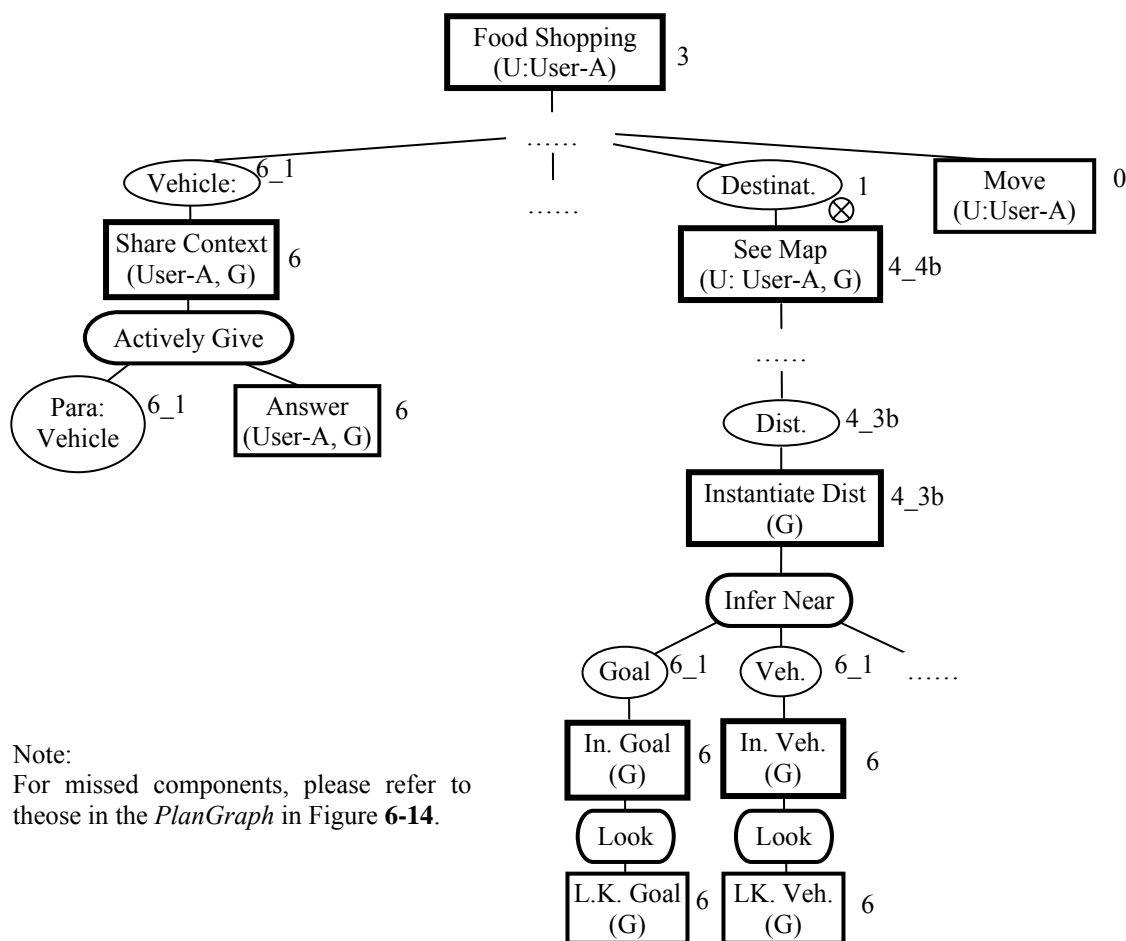 Food Shopping
(U:User-A)
3
......
Vehicle:
6_1
......
Destinat.
1
Move
(U:User-A)
0
Share Context
(User-A, G)
6
See Map
(U: User-A, G)
4_4b
Actively Give
......
Para:
Vehicle
6_1
Answer
(User-A, G)
6
Dist.
4_3b
Instantiate Dist
(G)
4_3b
Infer Near
Goal
6_1
Veh.
6_1
......
In. Goal
(G)
6
In. Veh.
(G)
6
Note:
For missed components, please refer to
theose in the PlanGraph in Figure 6-14.
Look
Look
L.K. Goal
(G)
6
LK. Veh.
(G)
6